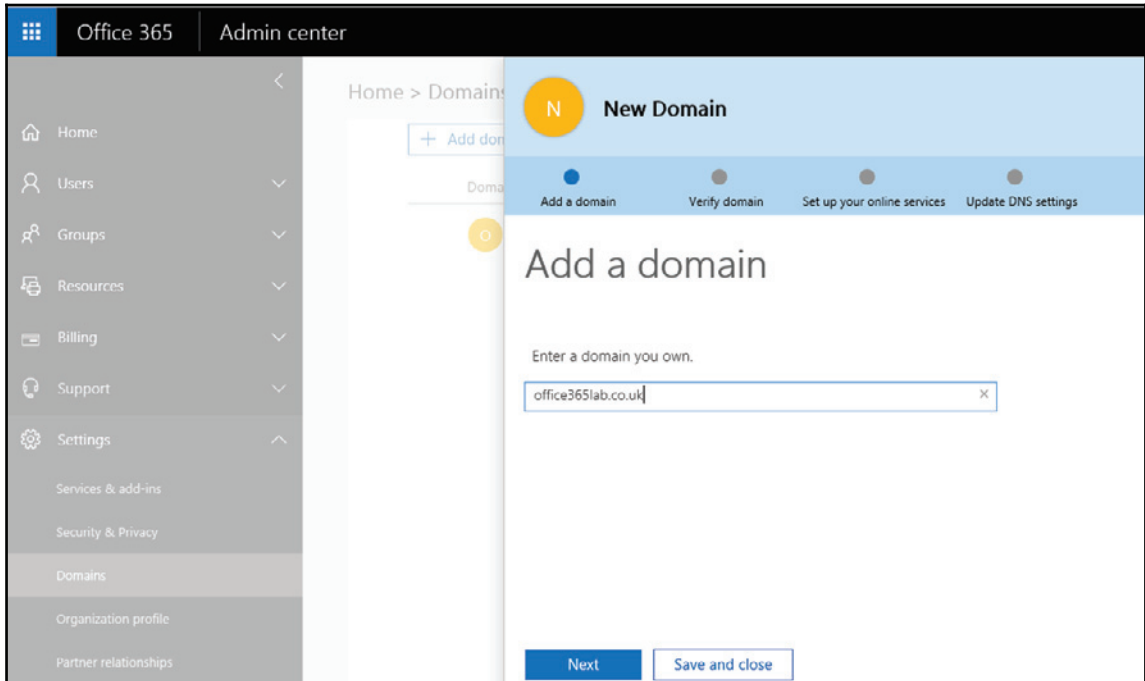 Office 365 Admin center
Home
Users
Groups
Resources
Billing
Support
Settings
Services & add-ins
Security & Privacy
Domains
Organization profile
Partner relationships
Home > Domains
+ Add don
Doma
O
N New Domain
Add a domain Verify domain Set up your online services Update DNS settings
Add a domain
Enter a domain you own.
office365lab.co.uk
Next Save and close